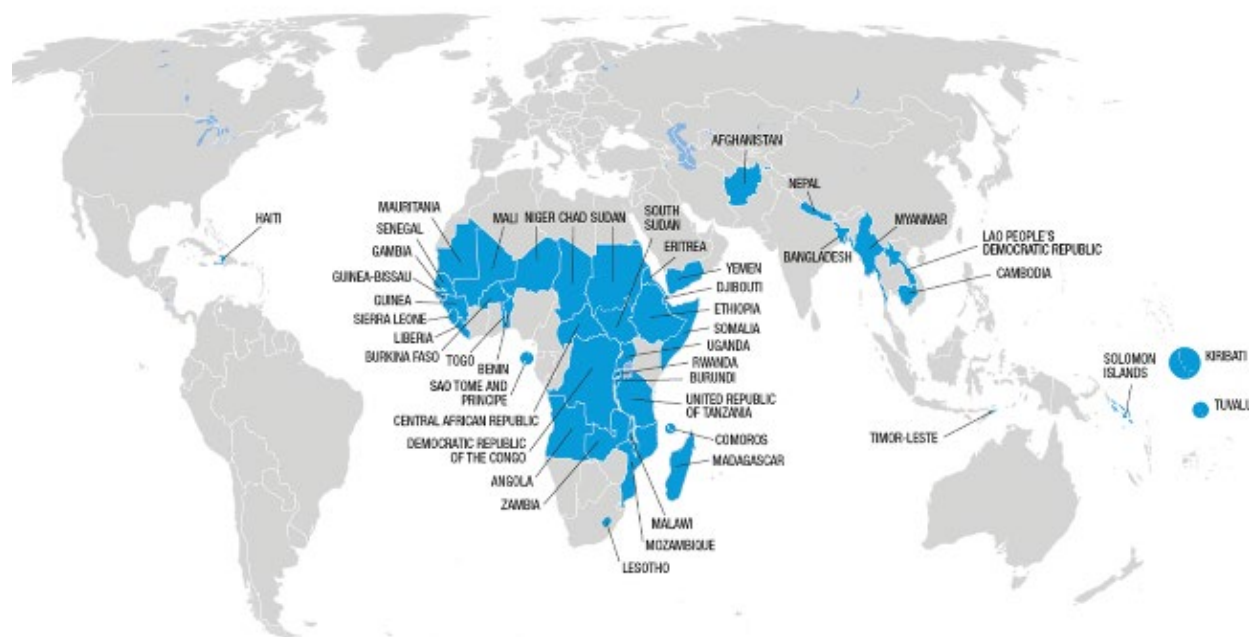 AFGHANISTAN
NEPAL
HAITI
MAURITANIA
MALI
NIGER
CHAD
SUDAN
SOUTH
SUDAN
MYANMAR
SENEGAL
ERITREA
LAO PEOPLE'S
DEMOCRATIC REPUBLIC
GAMBIA
BANGLADESH
YEMEN
GUINEA-BISSAU
CAMBODIA
DJIBOUTI
GUINEA
ETHIOPIA
SIERRA LEONE
SOMALIA
LIBERIA
UGANDA
BURKINA FASO
TOGO
BENIN
RWANDA
SOLOMON
ISLANDS
KIRIBATI
BURUNDI
SAO TOME AND
PRINCIPE
UNITED REPUBLIC
OF TANZANIA
TUVALU
CENTRAL AFRICAN REPUBLIC
COMOROS
TIMOR-LESTE
DEMOCRATIC REPUBLIC
OF THE CONGO
MADAGASCAR
ANGOLA
ZAMBIA
MALAWI
MOZAMBIQUE
LESOTHO